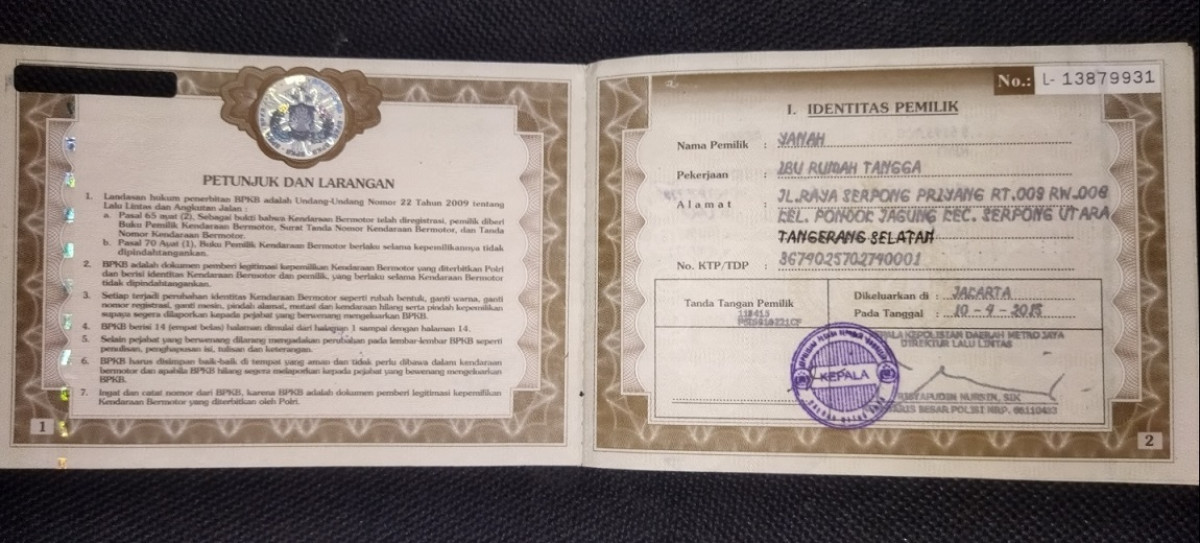 PETUNJUK DAN LARANGAN
1. Landasan hukum penerbitan BPKB adalah Undang-Undang Nomor 22 Tahun 2009 tentang
Lalu Lintas dan Angkutan Jalan :
a. Pasal 65 ayat (2), Sebagai bukti bahwa Kendaraan Bermotor telah diregistrasi, pemilik diberi
Buku Pemilik Kendaraan Bermotor, Surat Tanda Nomor Kendaraan Bermotor, dan Tanda
Nomor Kendaraan Bermotor.
b. Pasal 70 Ayat (1), Buku Pemilik Kendaraan Bermotor berlaku selama kepemilikannya tidak
dipindahtangankan.
2. BPKB adalah dokumen pemberi legitimasi kepemilikan Kendaraan Bermotor yang diterbitkan Polri
dan berisi identitas Kendaraan Bermotor dan pemilik, yang berlaku selama Kendaraan Bermotor
tidak dipindahtangankan.
3. Setiap terjadi perubahan identitas Kendaraan Bermotor seperti rubah bentuk, ganti warna, ganti
nomor registrasi, ganti mesin, pindah alamat, mutasi dan kendaraan hilang serta pindah kepemilikan
supaya segera dilaporkan kepada pejabat yang berwenang mengeluarkan BPKB.
4. BPKB berisi 14 (empat belas) halaman dimulai dari halaman 1 sampai dengan halaman 14.
5. Selain pejabat yang berwenang dilarang mengadakan perubahan pada lembar-lembar BPKB seperti
penulisan, penghapusan isi, tulisan dan keterangan.
6. BPKB harus disimpan baik-baik di tempat yang aman dan tidak perlu dibawa dalam kendaraan
bermotor dan apabila BPKB hilang segera melaporkan kepada pejabat yang bewenang mengeluarkan
BPKB.
7. Ingat dan catat nomor dari BPKB, karena BPKB adalah dokumen pemberi legitimasi kepemilikan
Kendaraan Bermotor yang diterbitkan oleh Polri.
1
No.: L- 13879931
I. IDENTITAS PEMILIK
Nama Pemilik : YANAH
Pekerjaan : IBU RUMAH TANGGA
Alamat : JL.RAYA SERPONG PRIYANG RT.009 RW.008
KEL. PONDOK JAGUNG KEC. SERPONG UTARA
TANGERANG SELATAN
No. KTP/TDP : 3674025702740001
Tanda Tangan Pemilik
Dikeluarkan di : JAKARTA
Pada Tanggal : 10 - 9 - 2015
KEPOLISIAN DAERAH METRO JAYA
DIREKTUR LALU LINTAS
KEPALA
NURSIN, SIK
BESAR POLISI NRP.
2